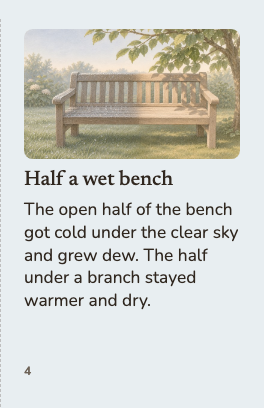 Half a wet bench
The open half of the bench
got cold under the clear sky
and grew dew. The half
under a branch stayed
warmer and dry.
4